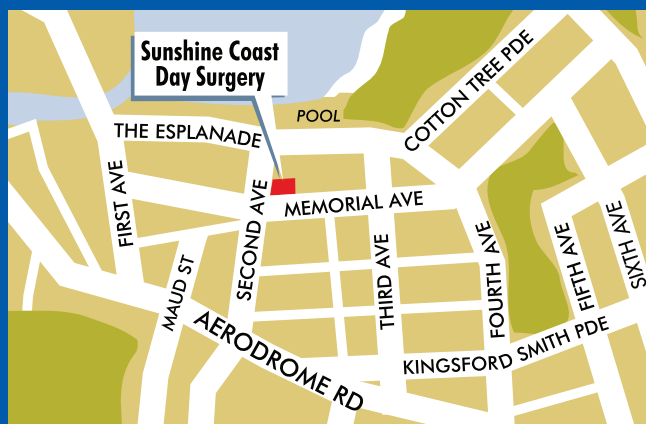 Sunshine Coast
Day Surgery
POOL
COTTON TREE PDE
THE ESPLANADE
FIRST AVE
SECOND AVE
MEMORIAL AVE
MAUD ST
THIRD AVE
FOURTH AVE
FIFTH AVE
SIXTH AVE
AERODROME RD
KINGSFORD SMITH PDE